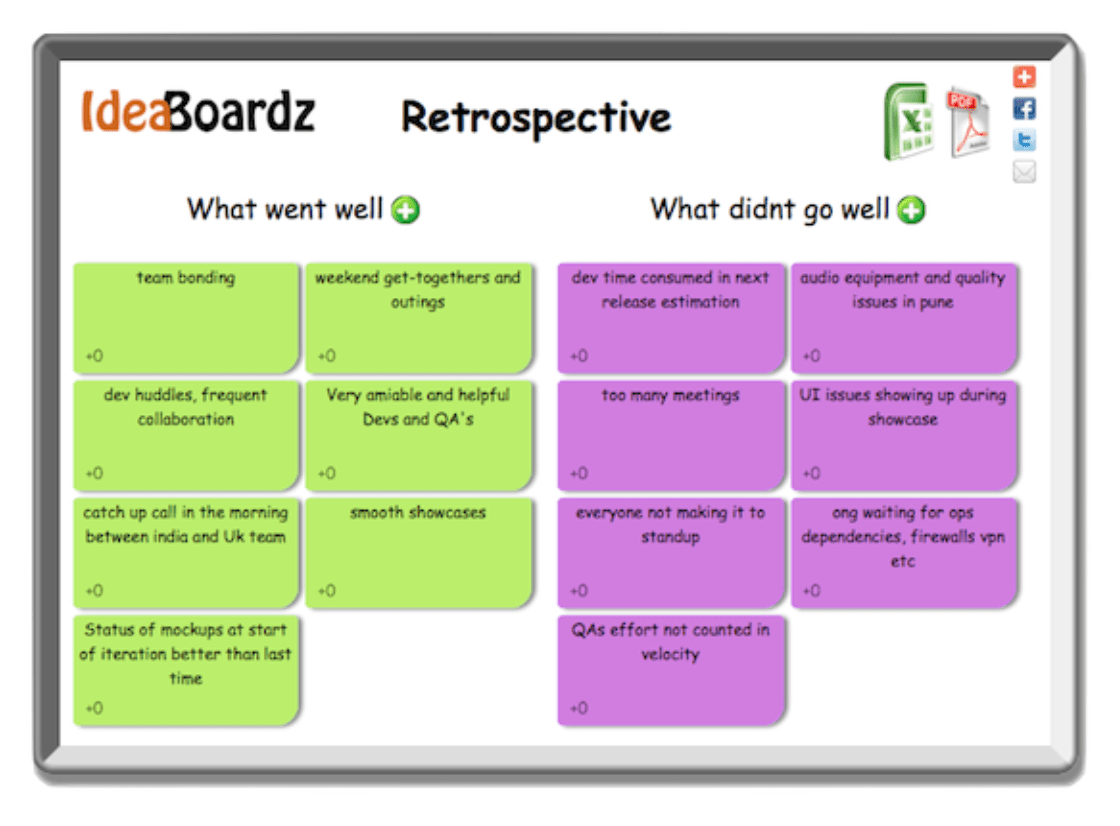 IdeaBoardz
Retrospective
PDF
What went well
What didnt go well
team bonding
+0
weekend get-togethers and
outings
+0
dev time consumed in next
release estimation
+0
audio equipment and quality
issues in pune
+0
dev huddles, frequent
collaboration
+0
Very amiable and helpful
Devs and QA's
+0
too many meetings
+0
UI issues showing up during
showcase
+0
catch up call in the morning
between india and Uk team
+0
smooth showcases
+0
everyone not making it to
standup
+0
ong waiting for ops
dependencies, firewalls vpn
etc
+0
Status of mockups at start
of iteration better than last
time
+0
QAs effort not counted in
velocity
+0